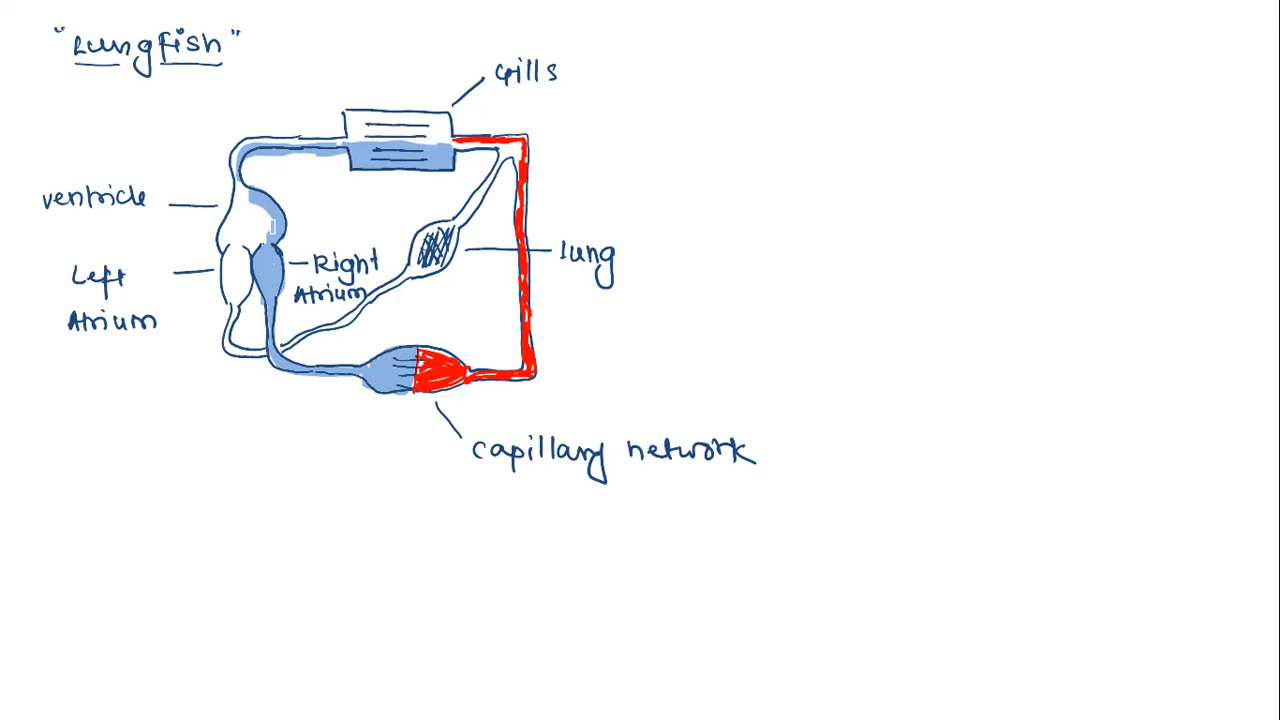 "Lungfish"
Gills
ventricle
Left
Atrium
Right
Atrium
lung
capillary network